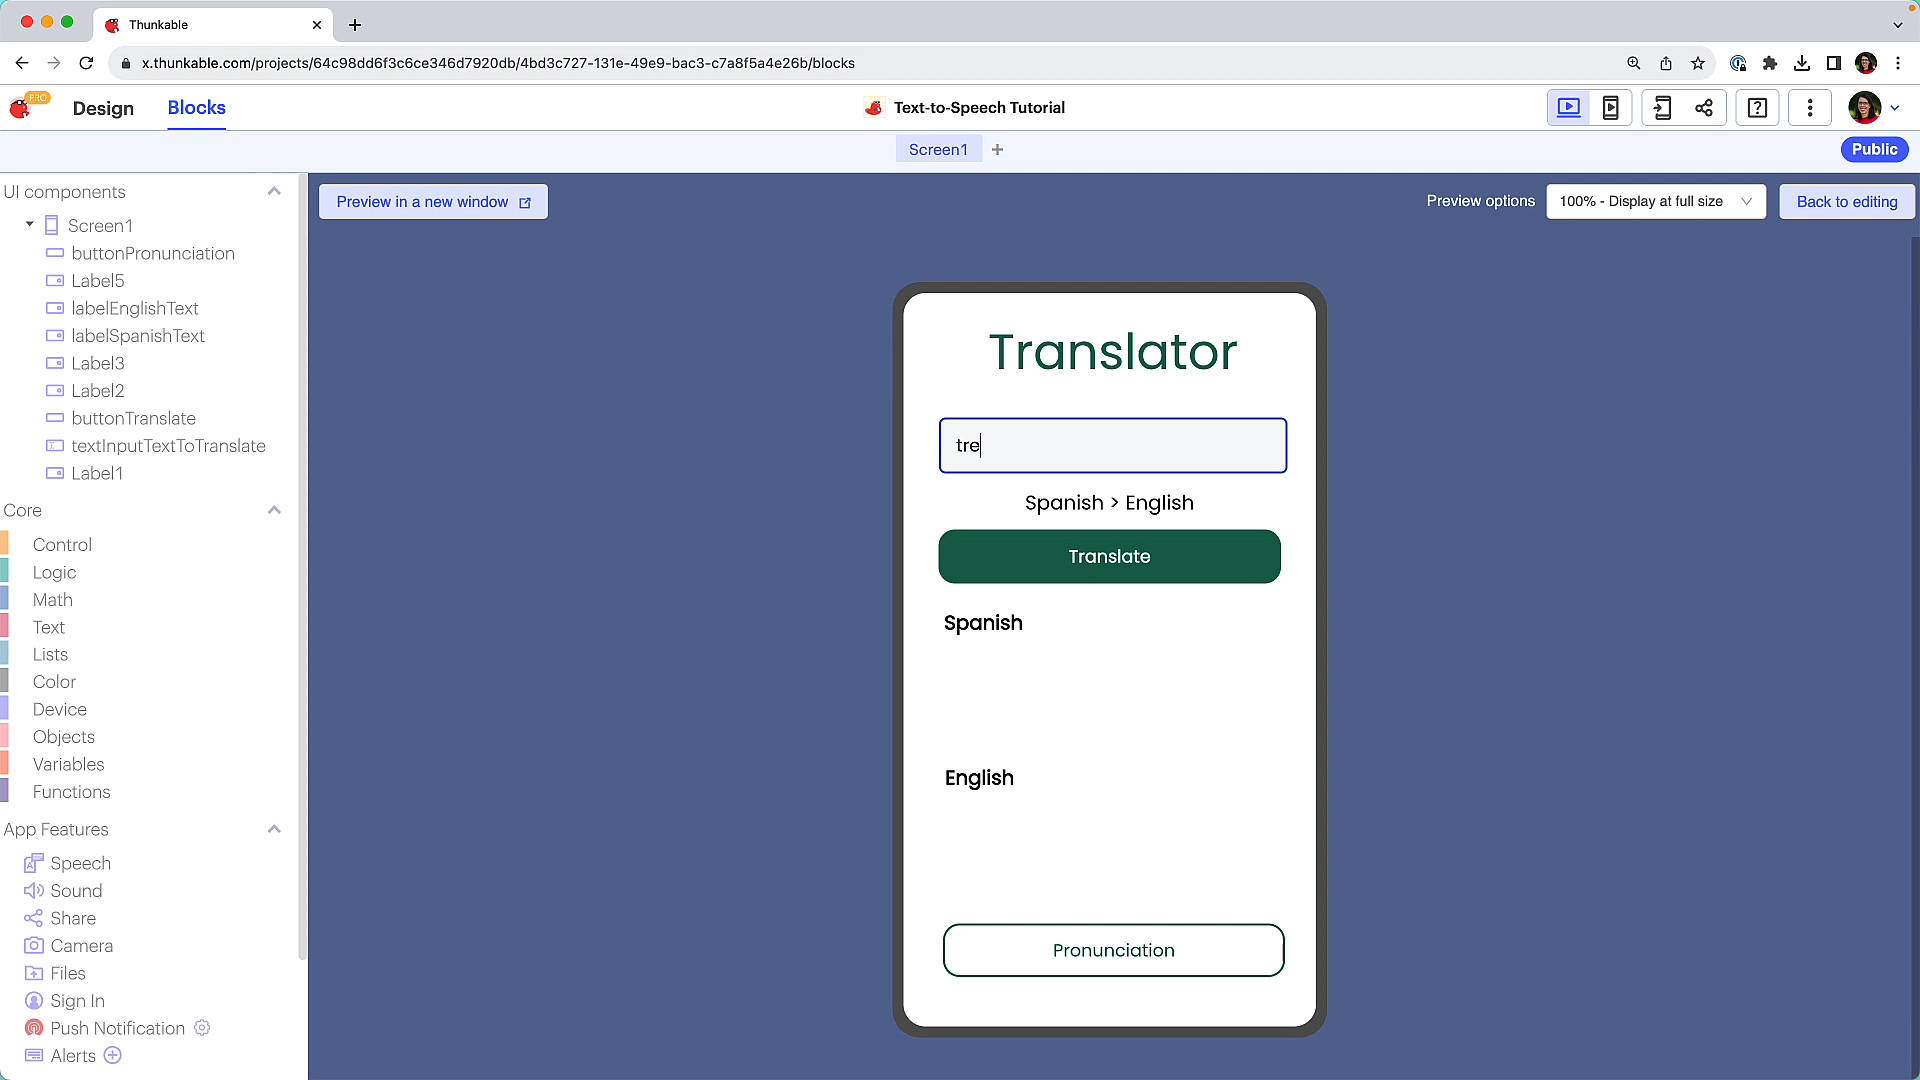 Thunkable
x.thunkable.com/projects/64c98dd6f3c6ce346d7920db/4bd3c727-131e-49e9-bac3-c7a8f5a4e26b/blocks
PRO
Design
Blocks
Text-to-Speech Tutorial
Screen1
Public
UI components
Screen1
buttonPronunciation
Label5
labelEnglishText
labelSpanishText
Label3
Label2
buttonTranslate
textInputTextToTranslate
Label1
Core
Control
Logic
Math
Text
Lists
Color
Device
Objects
Variables
Functions
App Features
Speech
Sound
Share
Camera
Files
Sign In
Push Notification
Alerts
Preview in a new window
Preview options
100% - Display at full size
Back to editing
Translator
tre
Spanish > English
Translate
Spanish
English
Pronunciation